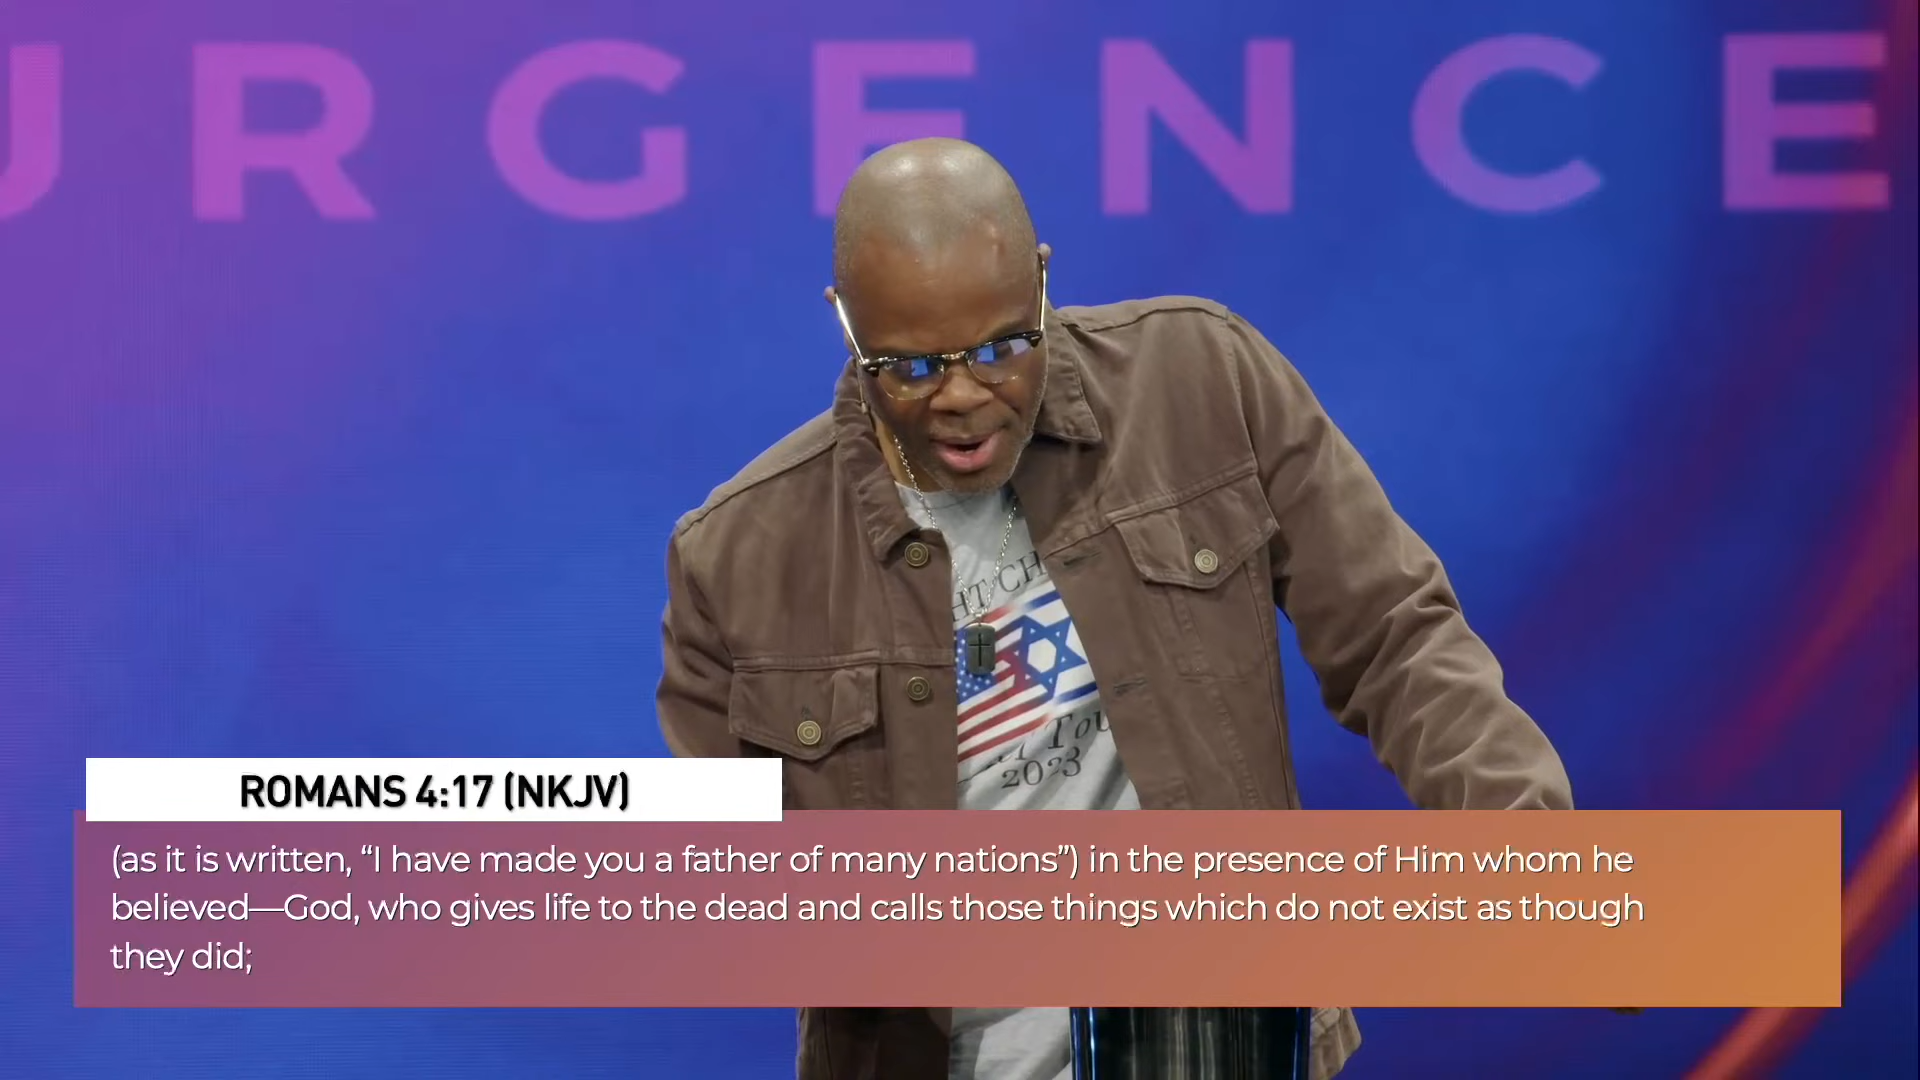 URGENCE
HT CH
2023
ROMANS 4:17 (NKJV)
(as it is written, “I have made you a father of many nations”) in the presence of Him whom he
believed—God, who gives life to the dead and calls those things which do not exist as though
they did;